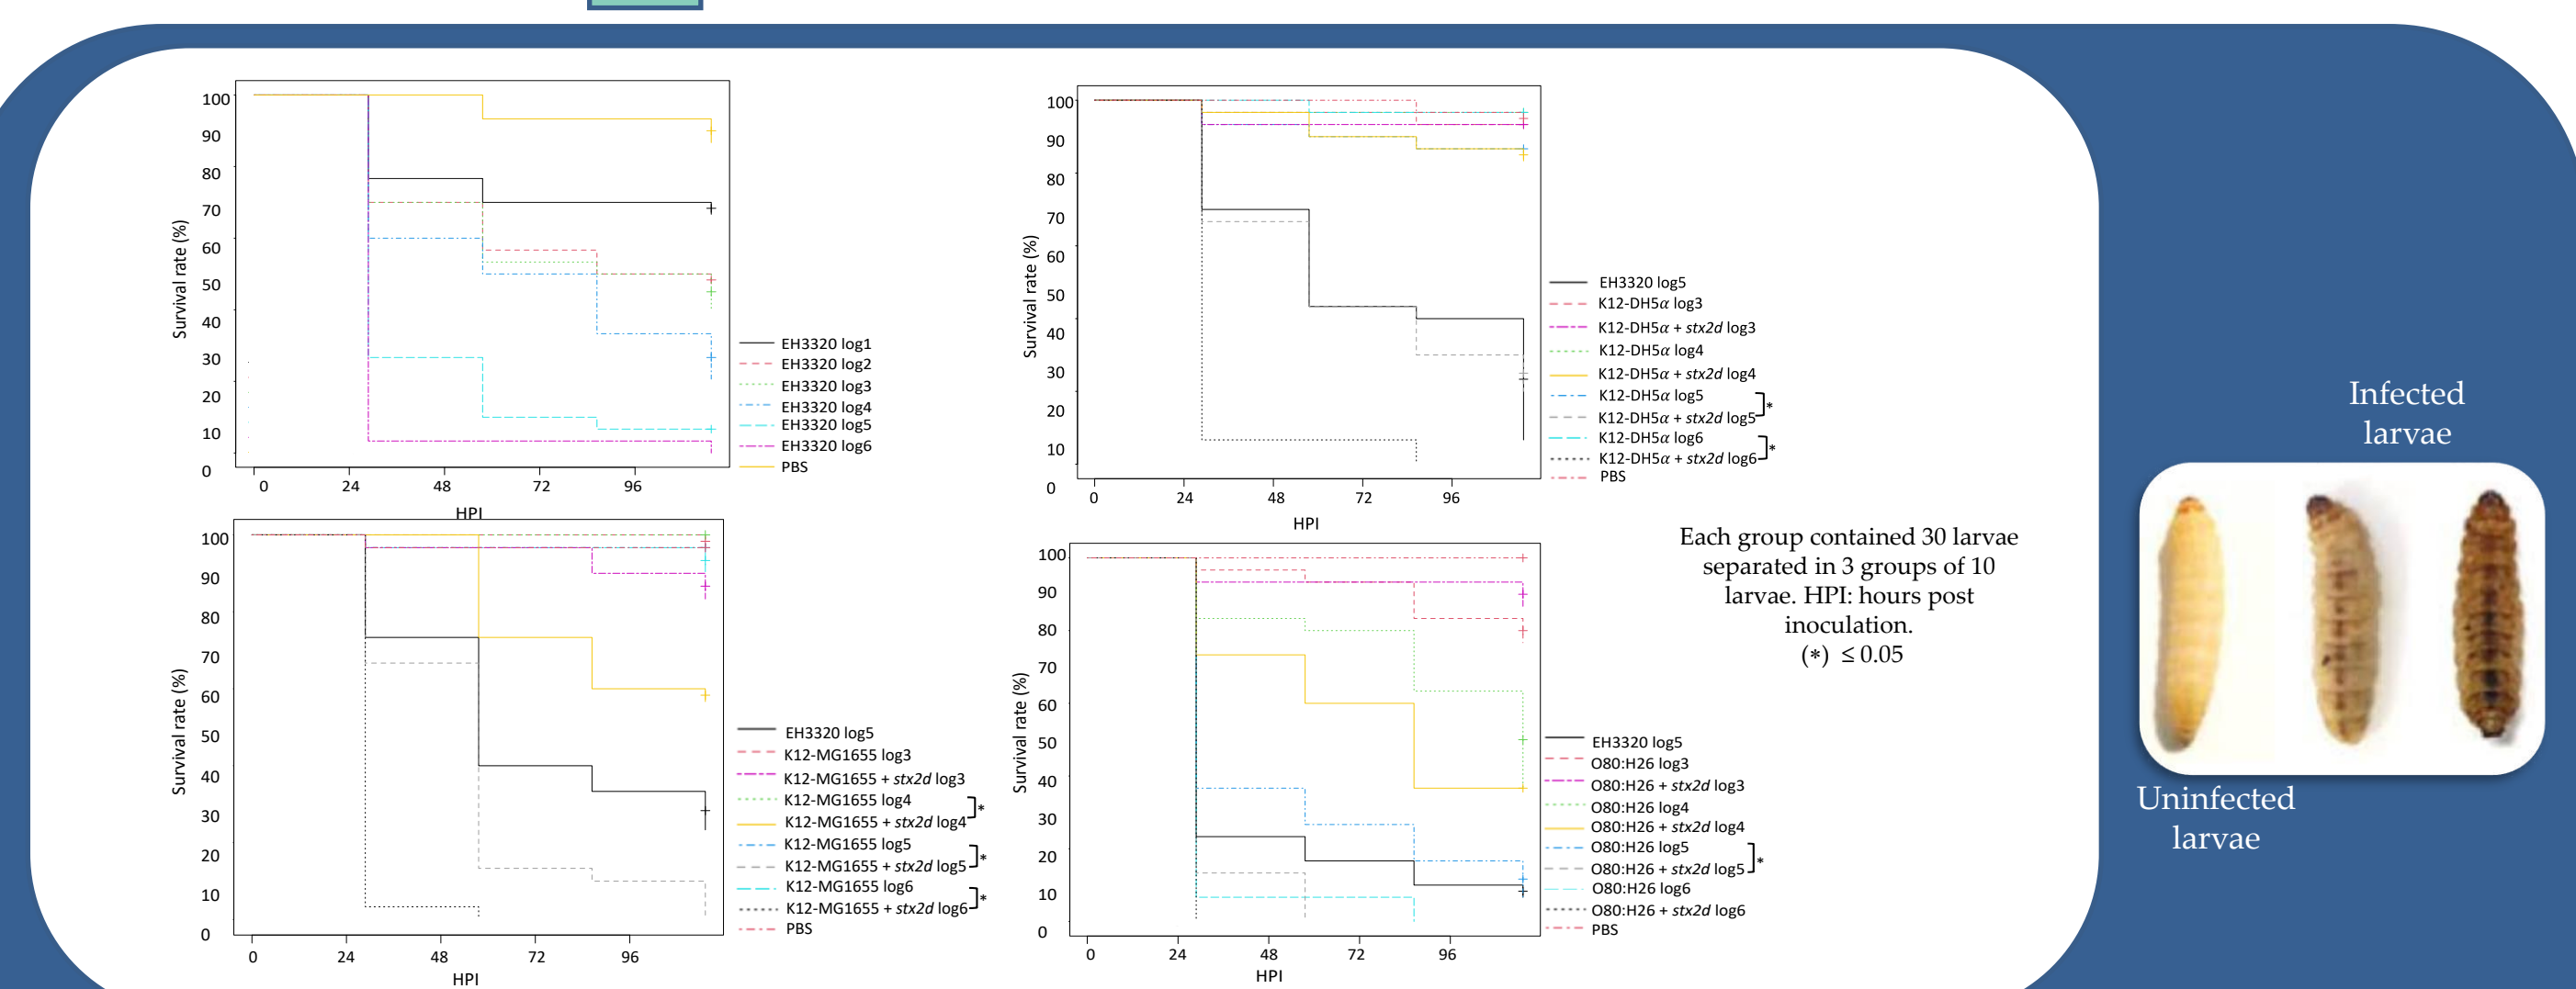 100
90
80
70
60
50
40
30
20
10
0
Survival rate (%)
0 24 48 72 96
HPI
EH3320 log1
EH3320 log2
EH3320 log3
EH3320 log4
EH3320 log5
EH3320 log6
PBS
100
90
80
70
60
50
40
30
20
10
0
Survival rate (%)
0 24 48 72 96
HPI
EH3320 log5
K12-DH5α log3
K12-DH5α + stx2d log3
K12-DH5α log4
K12-DH5α + stx2d log4
K12-DH5α log5
K12-DH5α + stx2d log5
*
K12-DH5α log6
K12-DH5α + stx2d log6
*
PBS
100
90
80
70
60
50
40
30
20
10
0
Survival rate (%)
0 24 48 72 96
HPI
EH3320 log5
K12-MG1655 log3
K12-MG1655 + stx2d log3
K12-MG1655 log4
K12-MG1655 + stx2d log4
*
K12-MG1655 log5
K12-MG1655 + stx2d log5
*
K12-MG1655 log6
K12-MG1655 + stx2d log6
*
PBS
100
90
80
70
60
50
40
30
20
10
0
Survival rate (%)
0 24 48 72 96
HPI
EH3320 log5
O80:H26 log3
O80:H26 + stx2d log3
O80:H26 log4
O80:H26 + stx2d log4
O80:H26 log5
O80:H26 + stx2d log5
*
O80:H26 log6
O80:H26 + stx2d log6
PBS
Each group contained 30 larvae
separated in 3 groups of 10
larvae. HPI: hours post
inoculation.
(*) ≤ 0.05
Infected
larvae
Uninfected
larvae